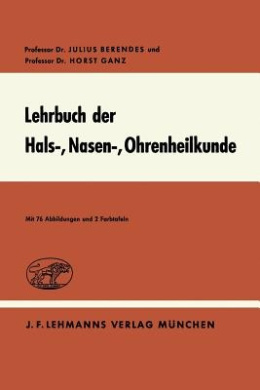 Professor Dr. JULIUS BERENDES und
Professor Dr. HORST GANZ
Lehrbuch der
Hals-, Nasen-, Ohrenheilkunde
Mit 76 Abbildungen und 2 Farbtafeln
J. F. LEHMANNS VERLAG MÜNCHEN